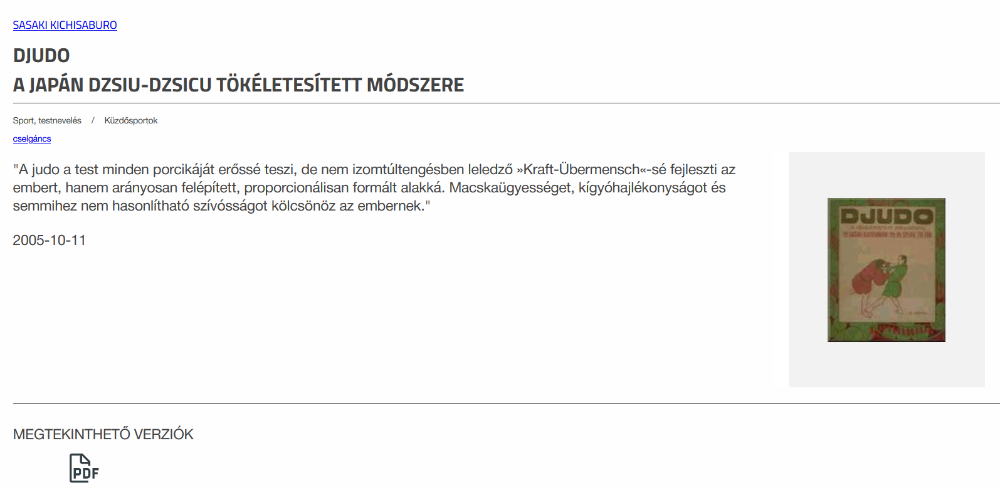 SASAKI KICHISABURO
DJUDO
A JAPÁN DZSIU-DZSICU TÖKÉLETESÍTETT MÓDSZERE
Sport, testnevelés / Küzdősportok
cselgáncs
"A judo a test minden porcikáját erőssé teszi, de nem izomtúltengésben leledző »Kraft-Übermensch«-sé fejleszti az
embert, hanem arányosan felépített, proporcionálisan formált alakká. Macskaügyességet, kígyóhajlékonyságot és
semmihez nem hasonlítható szívósságot kölcsönöz az embernek."
2005-10-11
DJUDO
MEGTEKINTHETŐ VERZIÓK
PDF